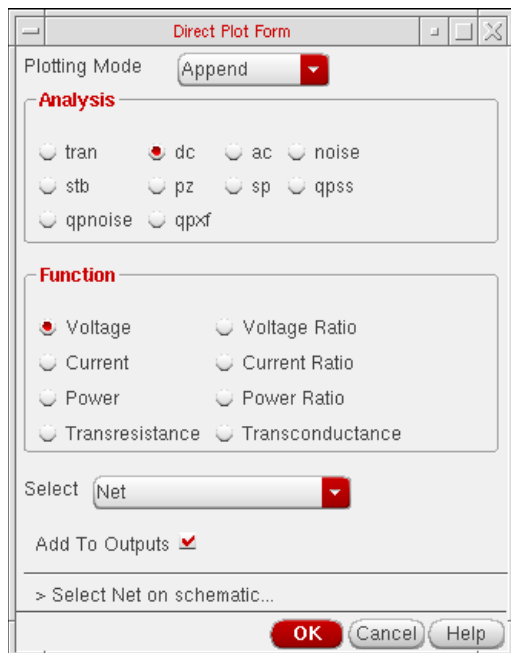 Direct Plot Form
Plotting Mode Append
Analysis
tran dc ac noise
stb pz sp qpss
qpnoise qpxf
Function
Voltage Voltage Ratio
Current Current Ratio
Power Power Ratio
Transresistance Transconductance
Select Net
Add To Outputs
> Select Net on schematic...
OK Cancel Help